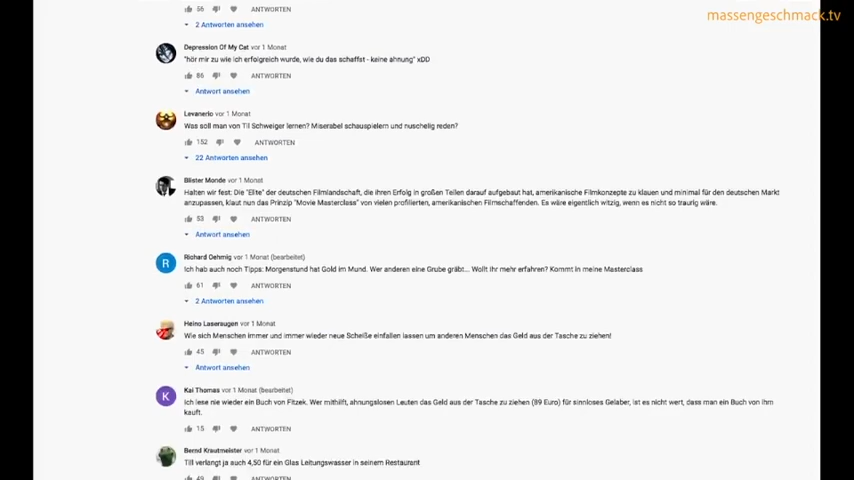 massengeschmack.tv
56 ANTWORTEN
2 Antworten ansehen
Depression Of My Cat vor 1 Monat
"hör mir zu wie ich erfolgreich wurde, wie du das schaffst - keine ahnung" xDD
86 ANTWORTEN
Antwort ansehen
Levanerio vor 1 Monat
Was soll man von Til Schweiger lernen? Miserabel schauspielern und nuschelig reden?
152 ANTWORTEN
22 Antworten ansehen
Blister Monde vor 1 Monat
Halten wir fest: Die "Elite" der deutschen Filmlandschaft, die ihren Erfolg in großen Teilen darauf aufgebaut hat, amerikanische Filmkonzepte zu klauen und minimal für den deutschen Markt
anzupassen, klaut nun das Prinzip "Movie Masterclass" von vielen profilierten, amerikanischen Filmschaffenden. Es wäre eigentlich witzig, wenn es nicht so traurig wäre.
53 ANTWORTEN
Antwort ansehen
R
Richard Oehmig vor 1 Monat (bearbeitet)
Ich hab auch noch Tipps: Morgenstund hat Gold im Mund. Wer anderen eine Grube gräbt... Wollt ihr mehr erfahren? Kommt in meine Masterclass
61 ANTWORTEN
2 Antworten ansehen
Heino Laseraugen vor 1 Monat
Wie sich Menschen immer und immer wieder neue Scheiße einfallen lassen um anderen Menschen das Geld aus der Tasche zu ziehen!
45 ANTWORTEN
Antwort ansehen
K
Kai Thomas vor 1 Monat (bearbeitet)
Ich lese nie wieder ein Buch von Fitzek. Wer mithilft, ahnungslosen Leuten das Geld aus der Tasche zu ziehen (89 Euro) für sinnloses Gelaber, ist es nicht wert, dass man ein Buch von ihm
kauft.
15 ANTWORTEN
Bernd Krautmeister vor 1 Monat
Till verlangt ja auch 4,50 für ein Glas Leitungswasser in seinem Restaurant
49 ANTWORTEN